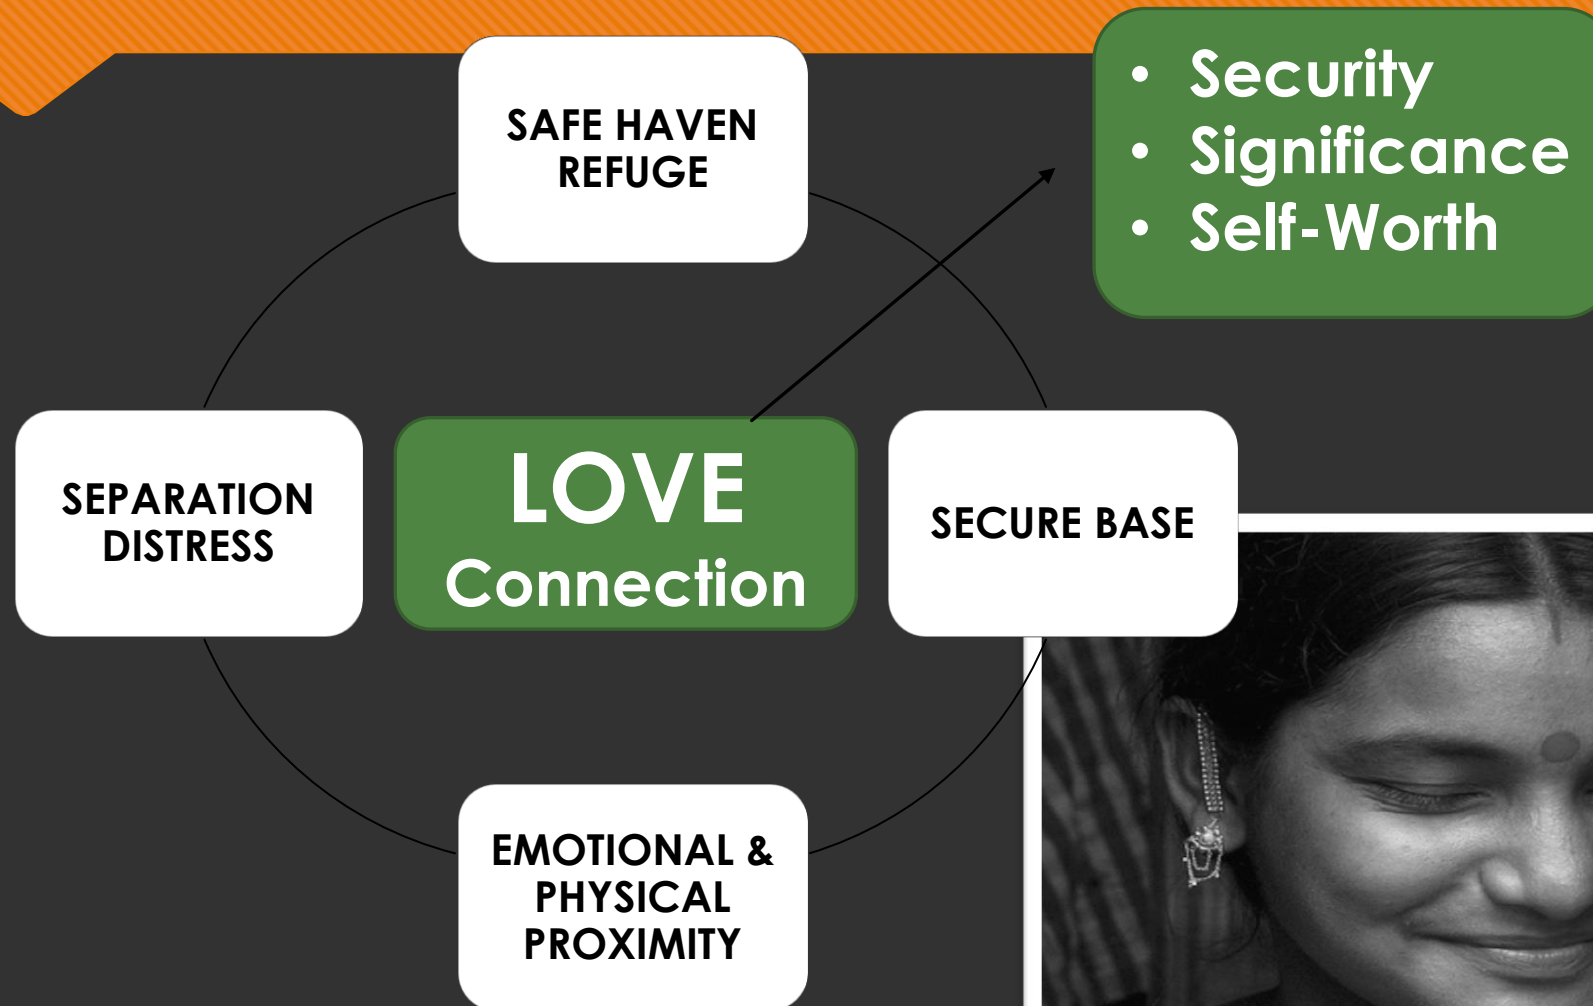 SAFE HAVEN
REFUGE
• Security
• Significance
• Self-Worth
SEPARATION
DISTRESS
LOVE
Connection
SECURE BASE
EMOTIONAL &
PHYSICAL
PROXIMITY